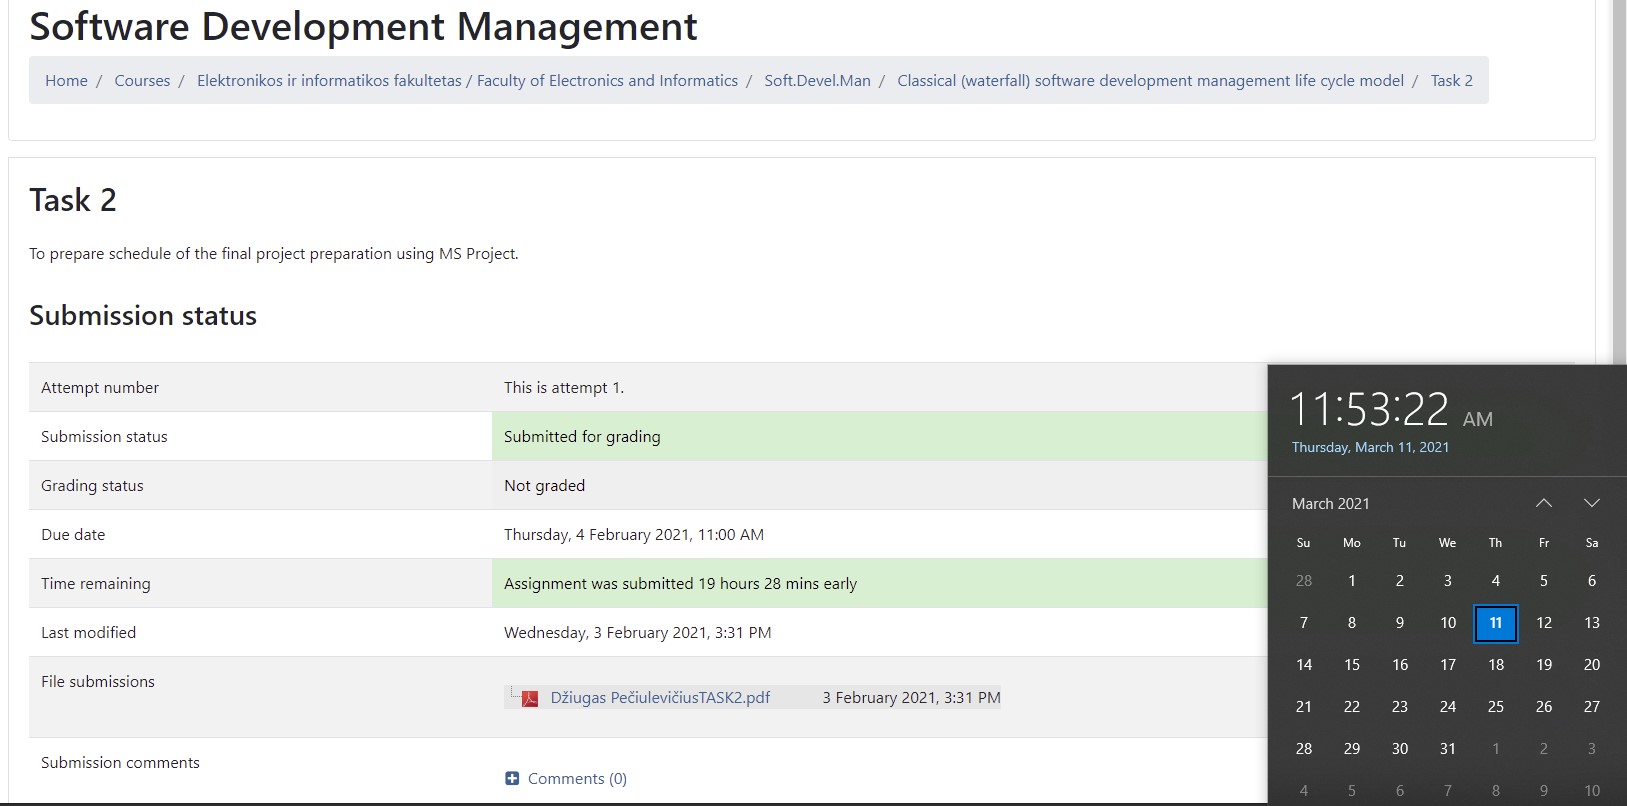 Software Development Management
Home / Courses / Elektronikos ir informatikos fakultetas / Faculty of Electronics and Informatics / Soft.Devel.Man / Classical (waterfall) software development management life cycle model / Task 2
Task 2
To prepare schedule of the final project preparation using MS Project.
Submission status
Attempt number This is attempt 1.
Submission status Submitted for grading
Grading status Not graded
Due date Thursday, 4 February 2021, 11:00 AM
Time remaining Assignment was submitted 19 hours 28 mins early
Last modified Wednesday, 3 February 2021, 3:31 PM
File submissions
Džiugas PečiulevičiusTASK2.pdf 3 February 2021, 3:31 PM
Submission comments
Comments (0)
11:53:22 AM
Thursday, March 11, 2021
March 2021
Su Mo Tu We Th Fr Sa
28 1 2 3 4 5 6
7 8 9 10 11 12 13
14 15 16 17 18 19 20
21 22 23 24 25 26 27
28 29 30 31 1 2 3
4 5 6 7 8 9 10